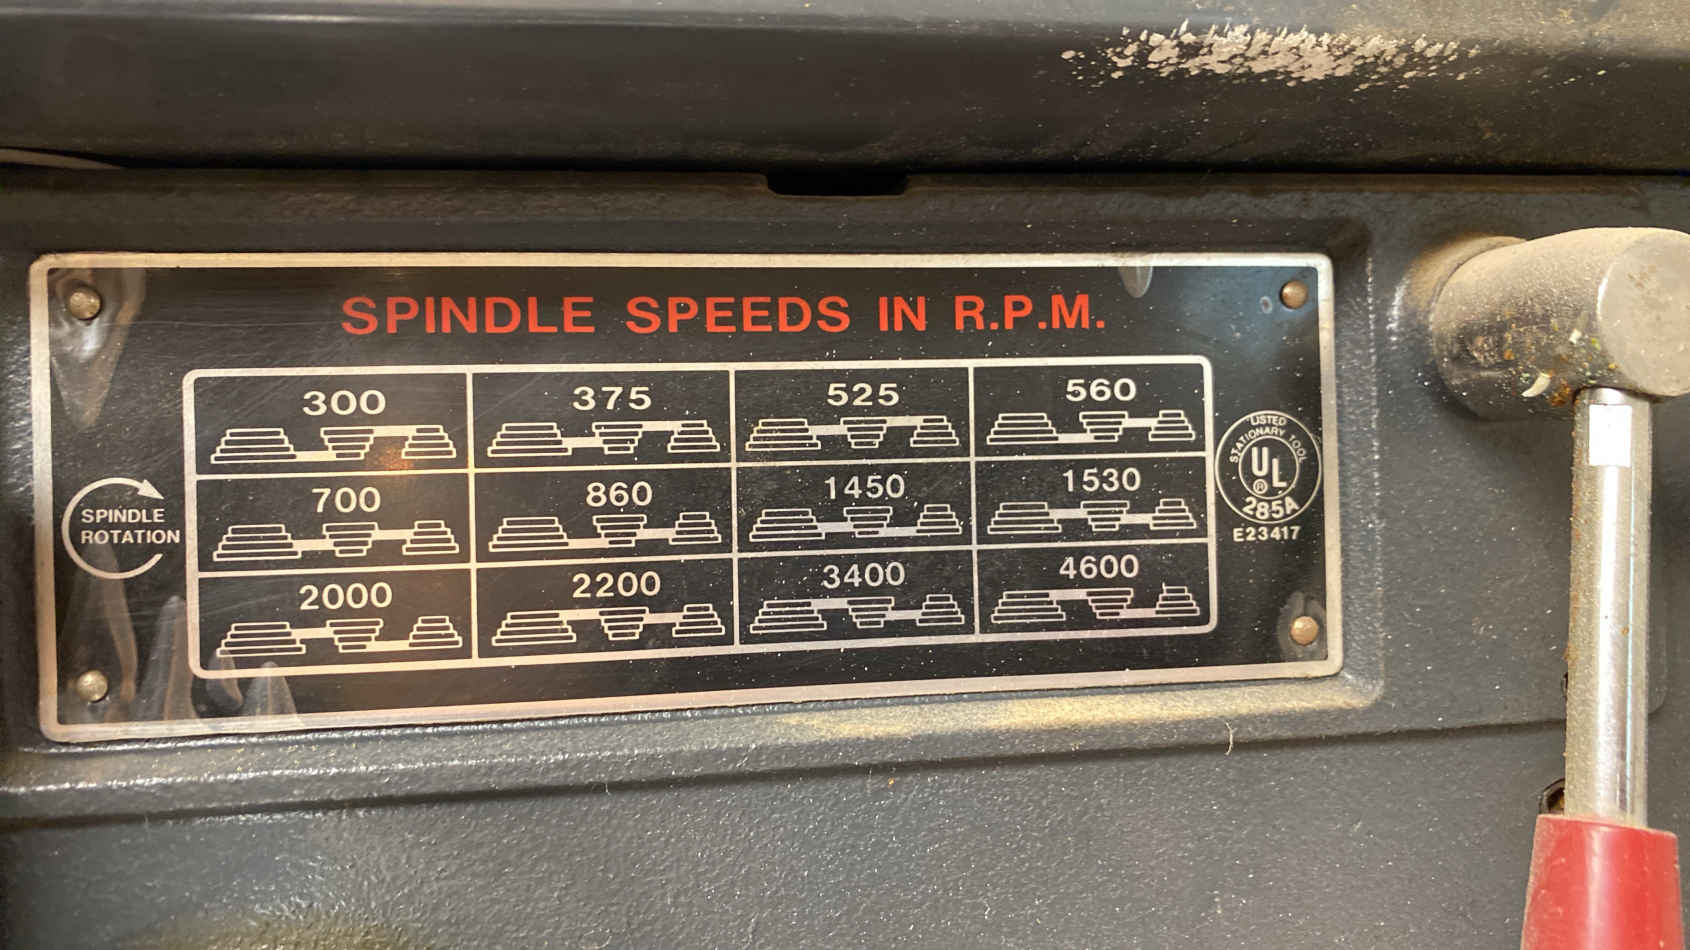 SPINDLE SPEEDS IN R.P.M.
300 375 525 560
700 860 1450 1530
2000 2200 3400 4600
SPINDLE
ROTATION
LISTED
STATIONARY TOOL
UL
®
285A
E23417